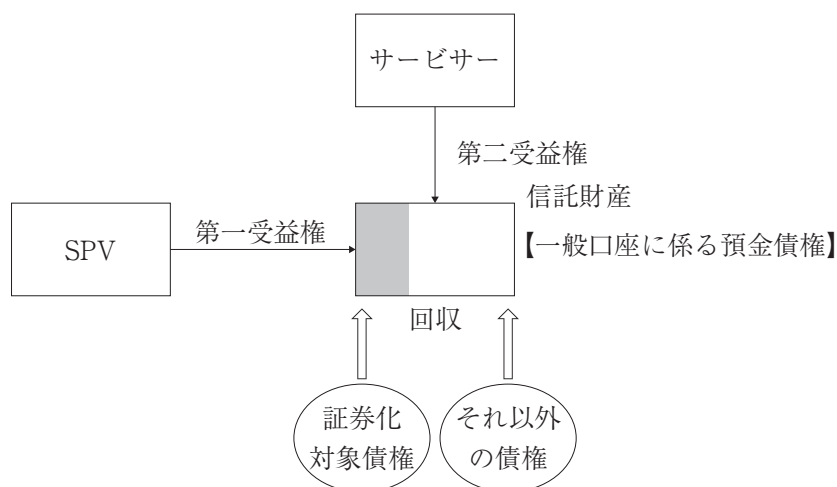 サービサー
第二受益権
信託財産
SPV
第一受益権
【一般口座に係る預金債権】
回収
証券化
対象債権
それ以外
の債権